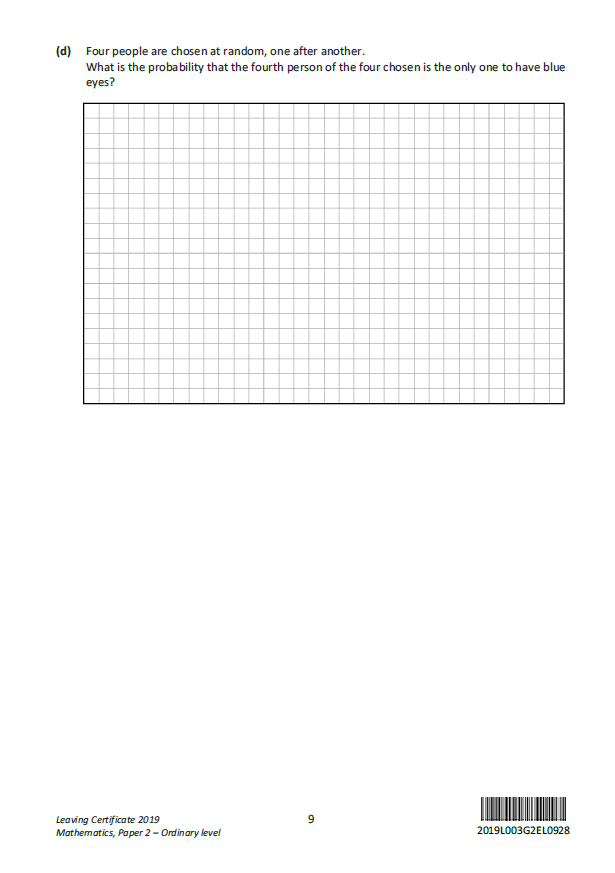 (d) Four people are chosen at random, one after another.
What is the probability that the fourth person of the four chosen is the only one to have blue
eyes?
Leaving Certificate 2019
Mathematics, Paper 2 – Ordinary level
9
2019L003G2EL0928